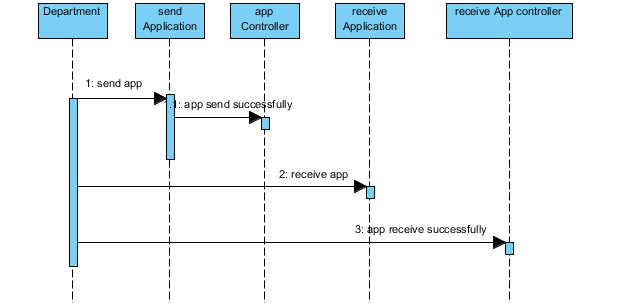 Department
send
Application
app
Controller
receive
Application
receive App controller
1: send app
.1: app send successfully
2: receive app
3: app receive successfully